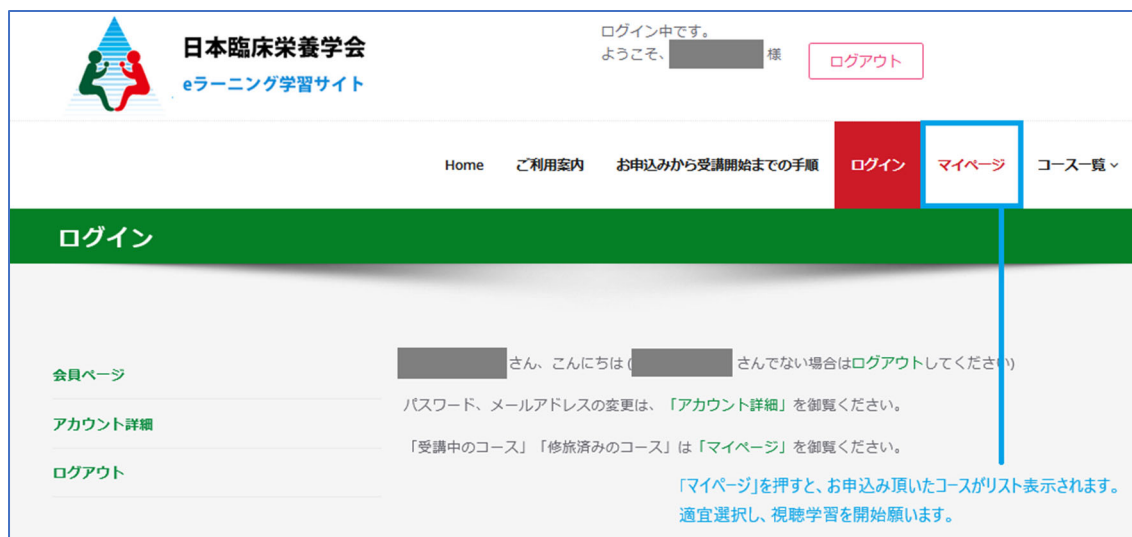 日本臨床栄養学会
eラーニング学習サイト
ログイン中です。
ようこそ、 様
ログアウト
Home ご利用案内 お申込みから受講開始までの手順 ログイン マイページ コース一覧
ログイン
会員ページ
アカウント詳細
ログアウト
さん、こんにちは ( さんでない場合はログアウトしてください)
パスワード、メールアドレスの変更は、「アカウント詳細」を御覧ください。
「受講中のコース」「修旅済みのコース」は「マイページ」を御覧ください。
「マイページ」を押すと、お申込み頂いたコースがリスト表示されます。
適宜選択し、視聴学習を開始願います。